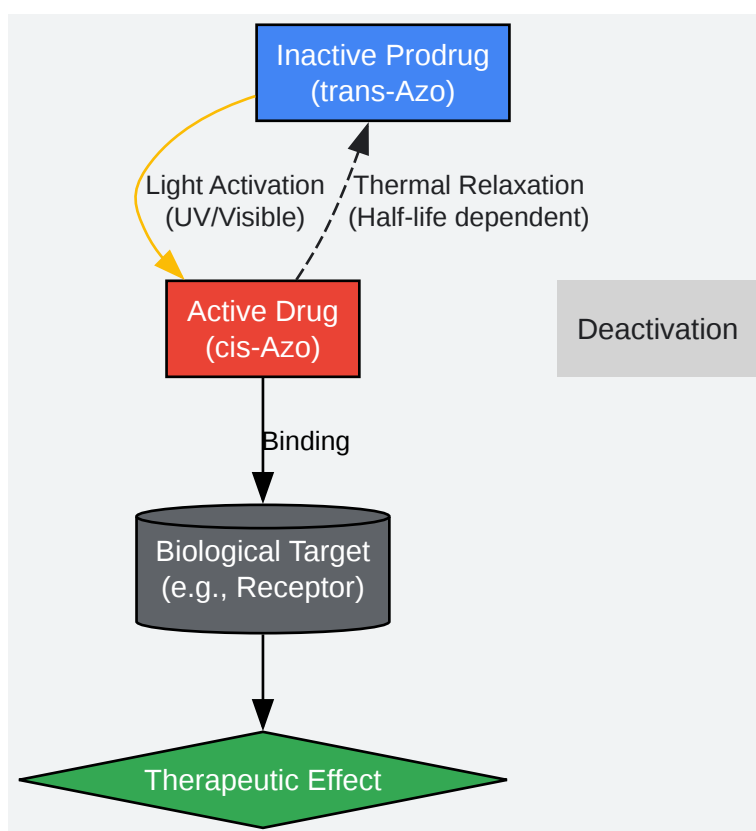 Inactive Prodrug
(trans-Azo)
Light Activation
(UV/Visible)
Thermal Relaxation
(Half-life dependent)
Active Drug
(cis-Azo)
Deactivation
Binding
Biological Target
(e.g., Receptor)
Therapeutic Effect